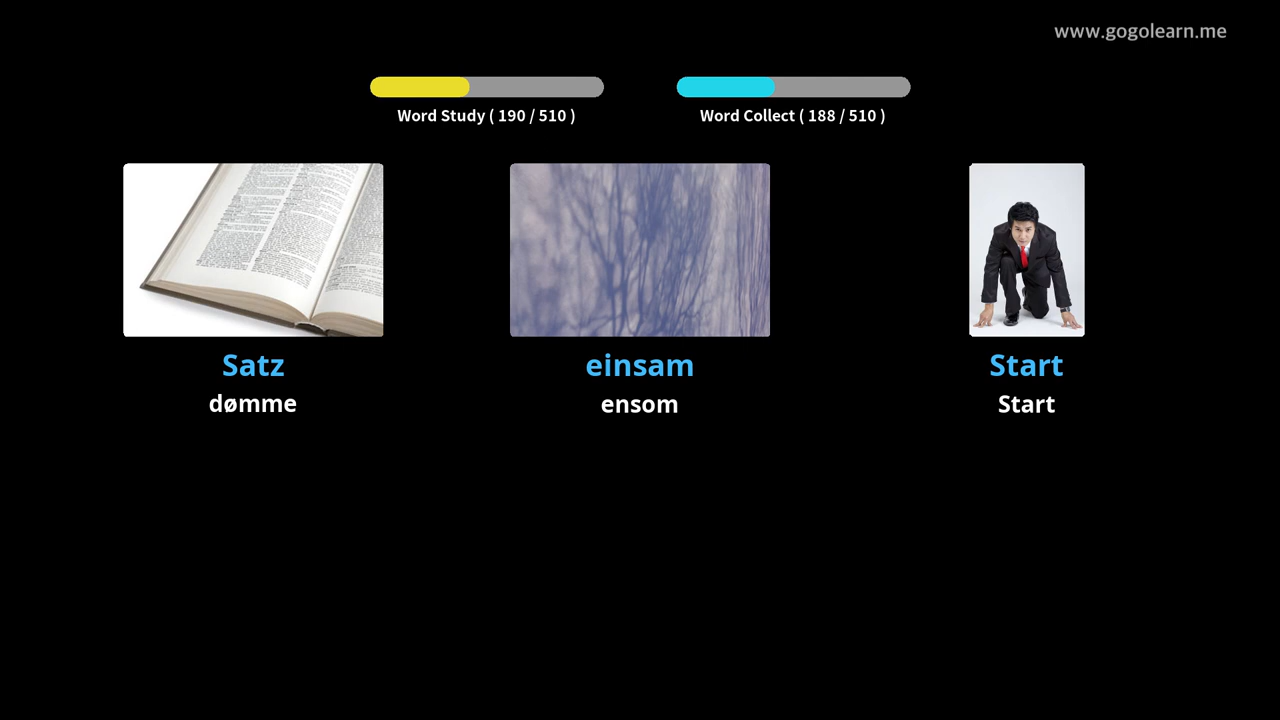 www.gogolearn.me
Word Study ( 190 / 510 )
Word Collect ( 188 / 510 )
Satz
dømme
einsam
ensom
Start
Start